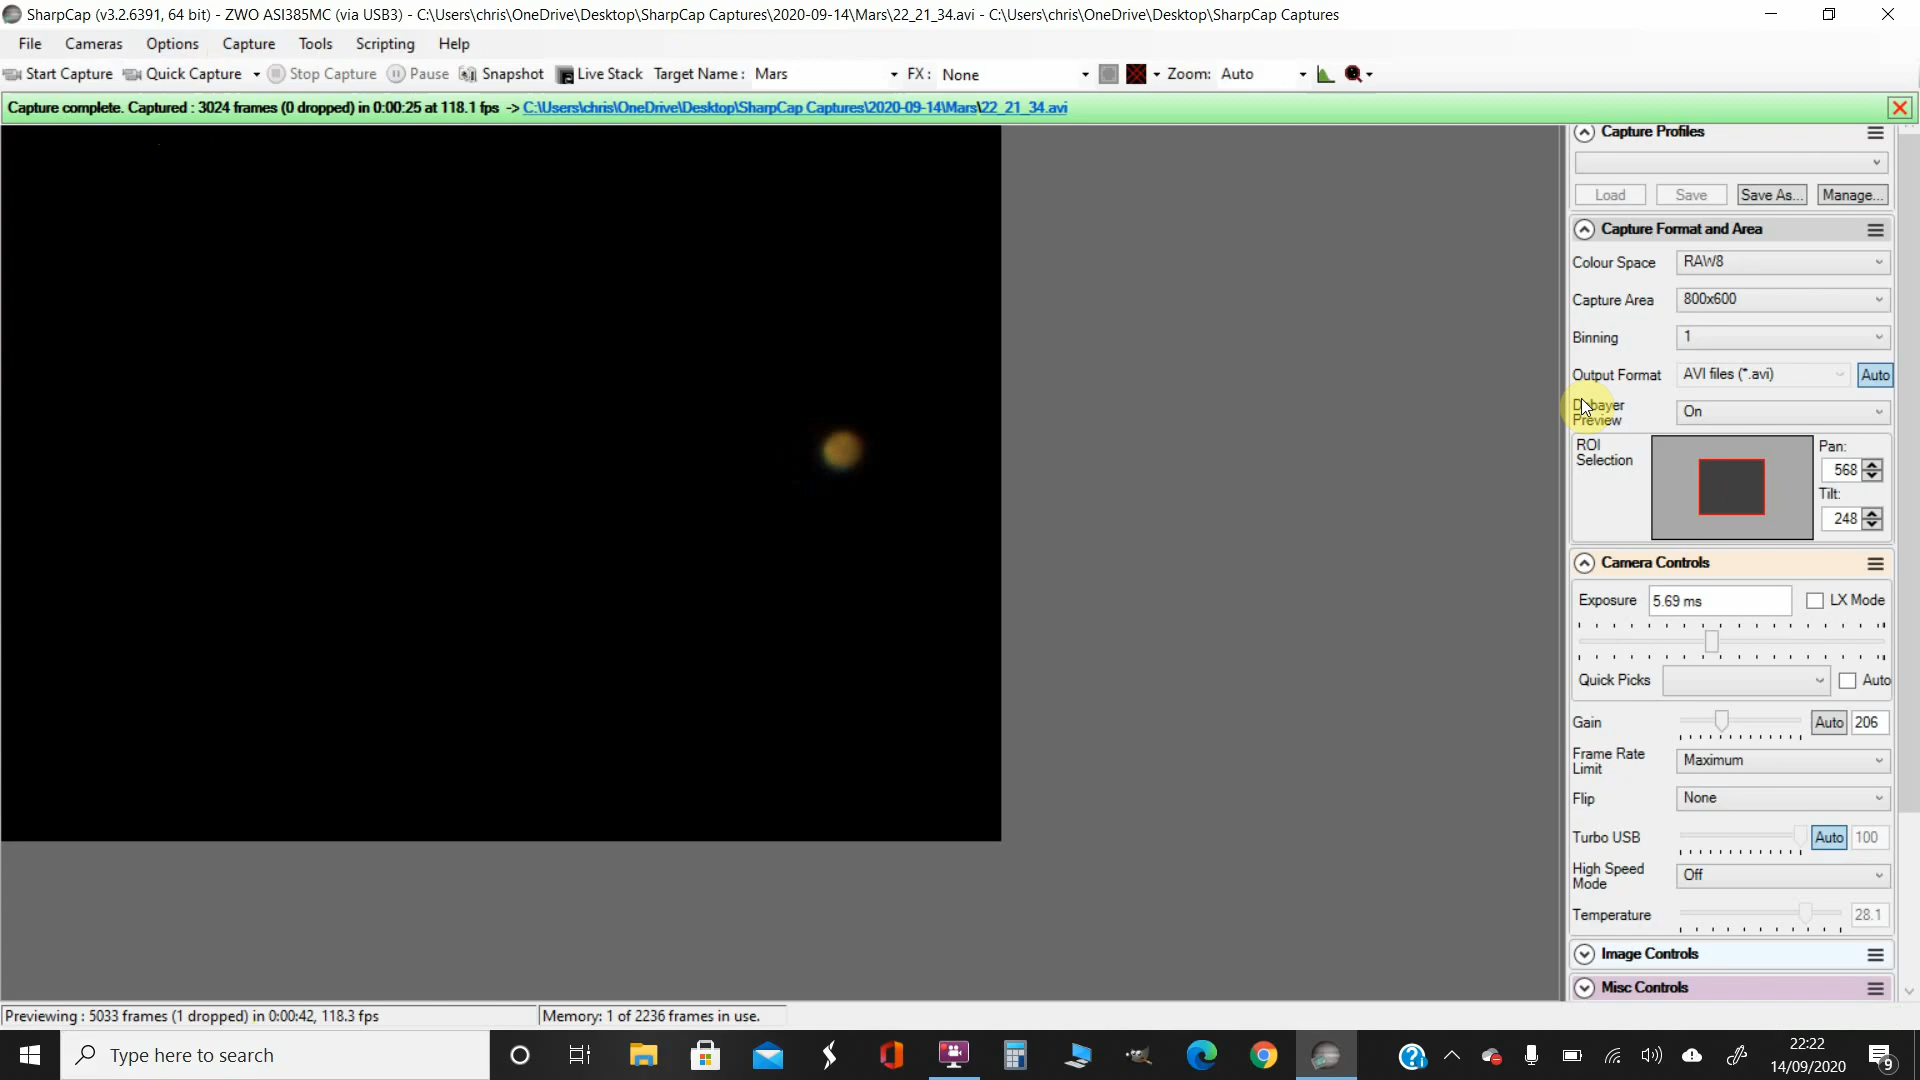 SharpCap (v3.2.6391, 64 bit) - ZWO ASI385MC (via USB3) - C:\Users\chris\OneDrive\Desktop\SharpCap Captures\2020-09-14\Mars\22_21_34.avi - C:\Users\chris\OneDrive\Desktop\SharpCap Captures
File Cameras Options Capture Tools Scripting Help
Start Capture Quick Capture Stop Capture Pause Snapshot Live Stack Target Name : Mars FX : None Zoom: Auto
Capture complete. Captured : 3024 frames (0 dropped) in 0:00:25 at 118.1 fps -> C:\Users\chris\OneDrive\Desktop\SharpCap Captures\2020-09-14\Mars\22_21_34.avi
Capture Profiles
Load Save Save As... Manage...
Capture Format and Area
Colour Space RAW8
Capture Area 800x600
Binning 1
Output Format AVI files (*.avi) Auto
Debayer Preview On
ROI Selection
Pan:
568
Tilt:
248
Camera Controls
Exposure 5.69 ms LX Mode
Quick Picks Auto
Gain Auto 206
Frame Rate Limit Maximum
Flip None
Turbo USB Auto 100
High Speed Mode Off
Temperature 28.1
Image Controls
Misc Controls
Previewing : 5033 frames (1 dropped) in 0:00:42, 118.3 fps Memory: 1 of 2236 frames in use.
Type here to search
22:22
14/09/2020
9